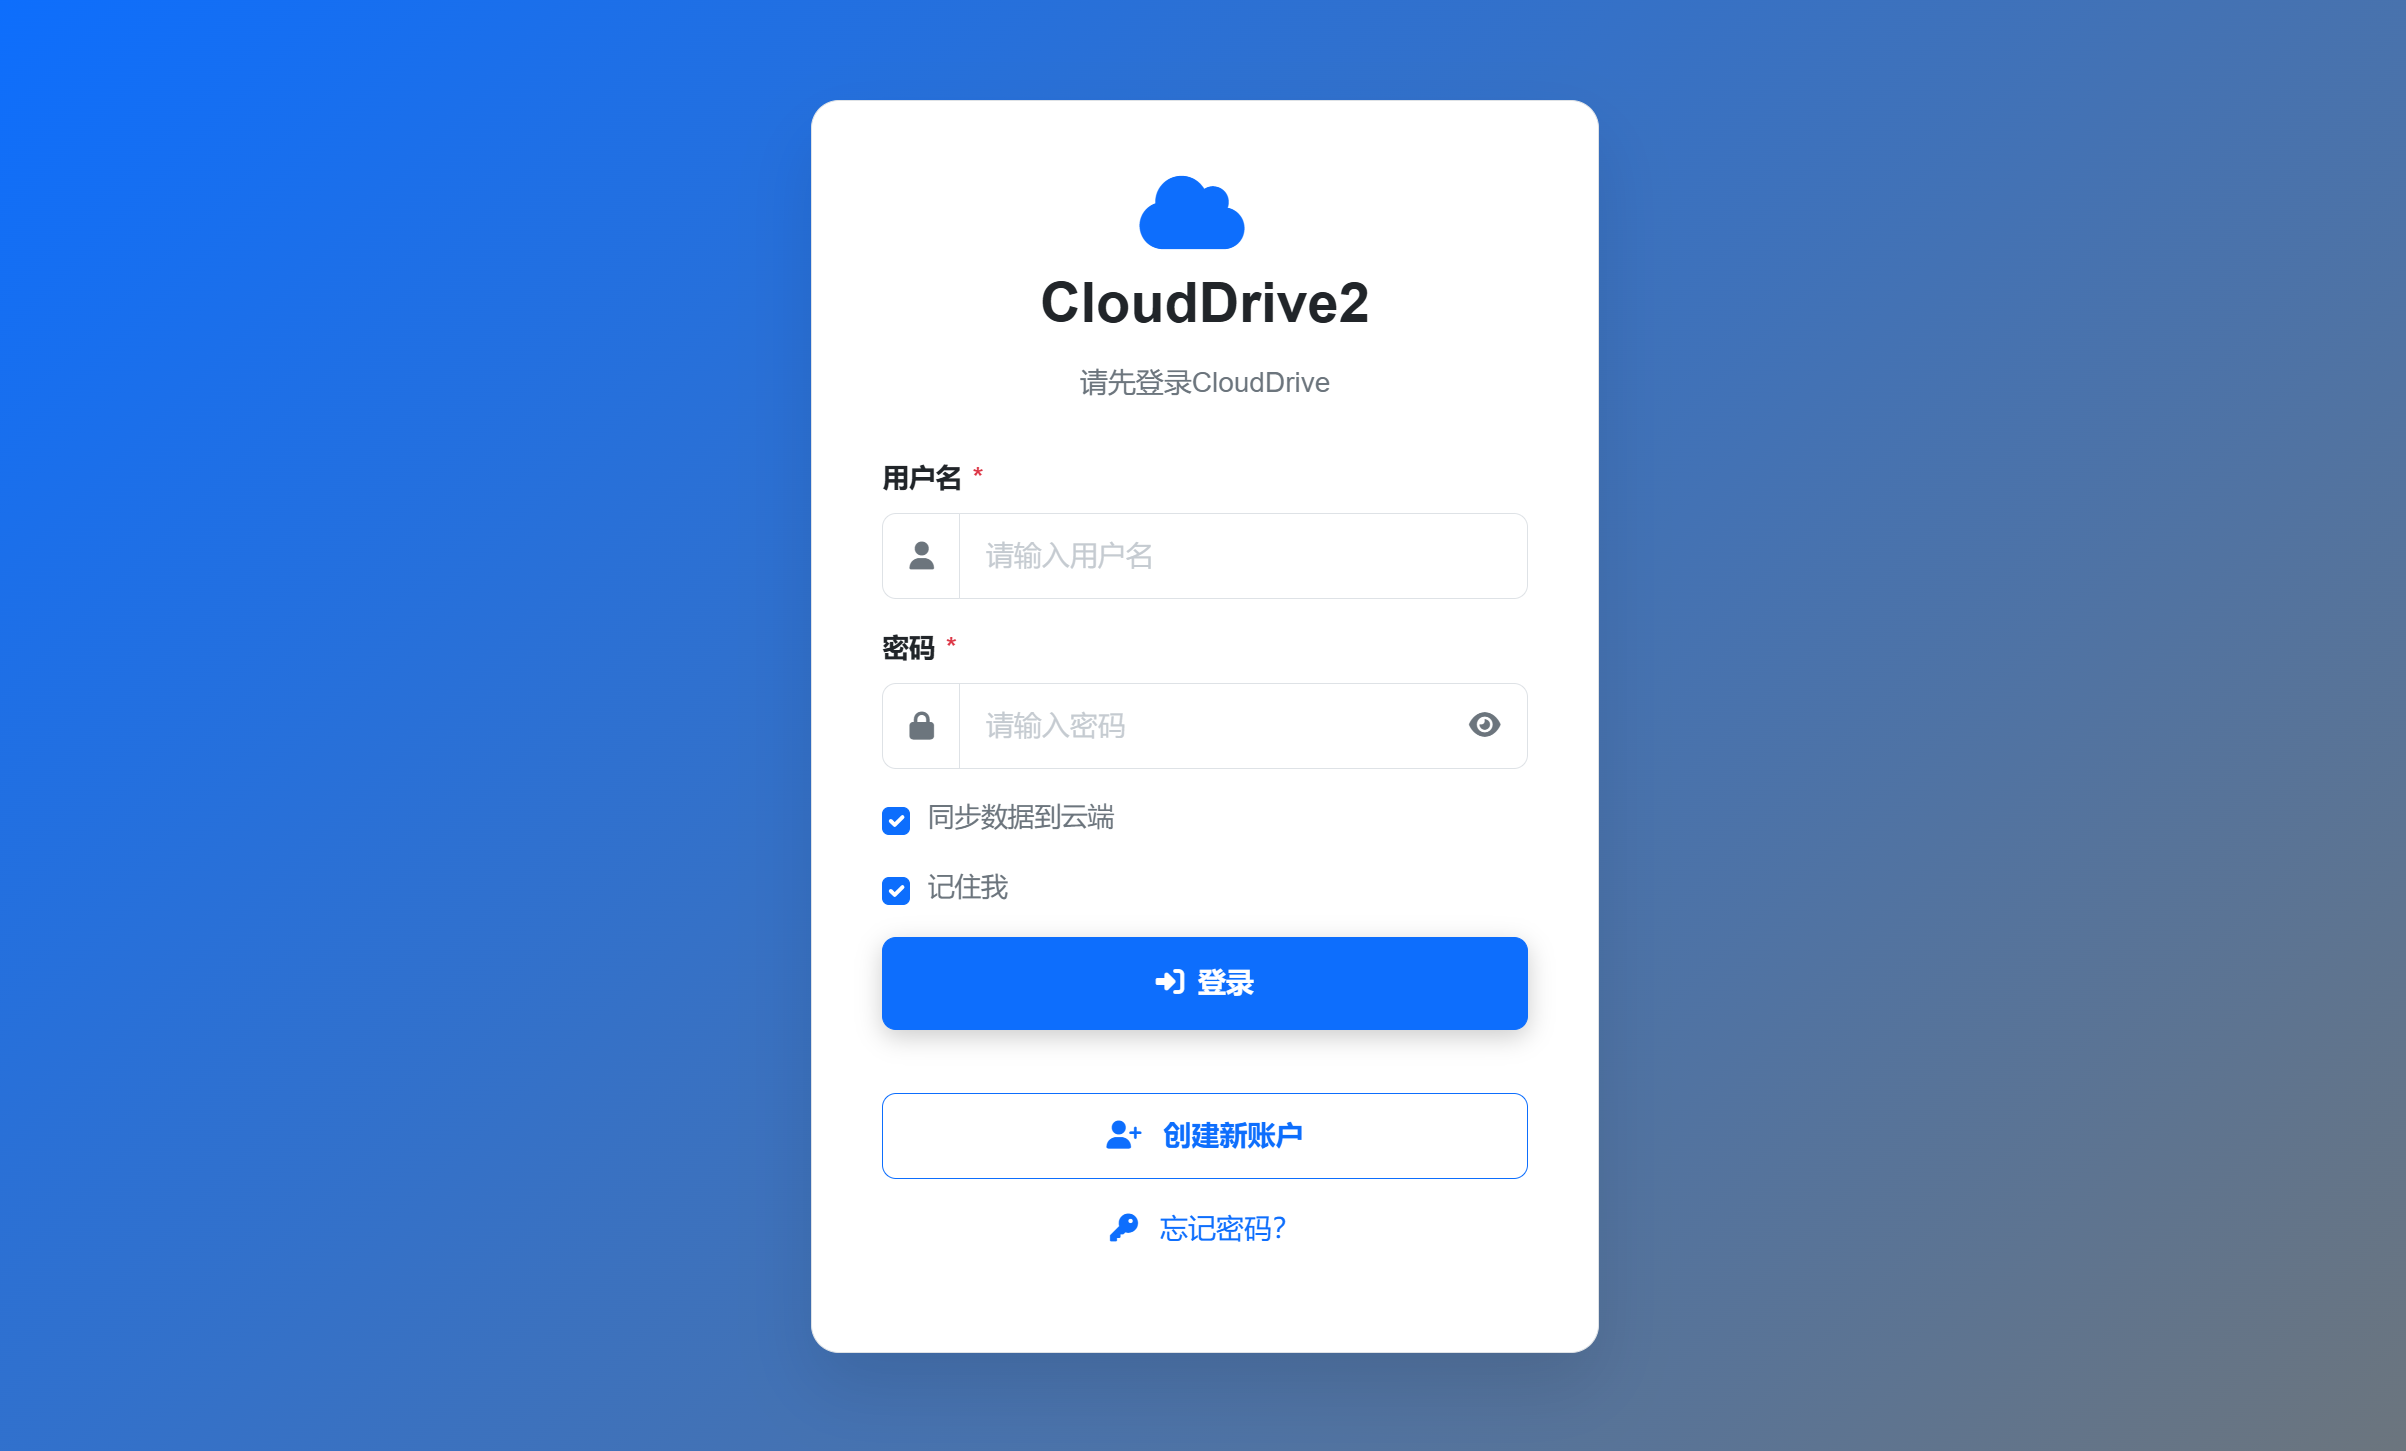 CloudDrive2
请先登录CloudDrive
用户名 *
请输入用户名
密码 *
请输入密码
同步数据到云端
记住我
登录
创建新账户
忘记密码？